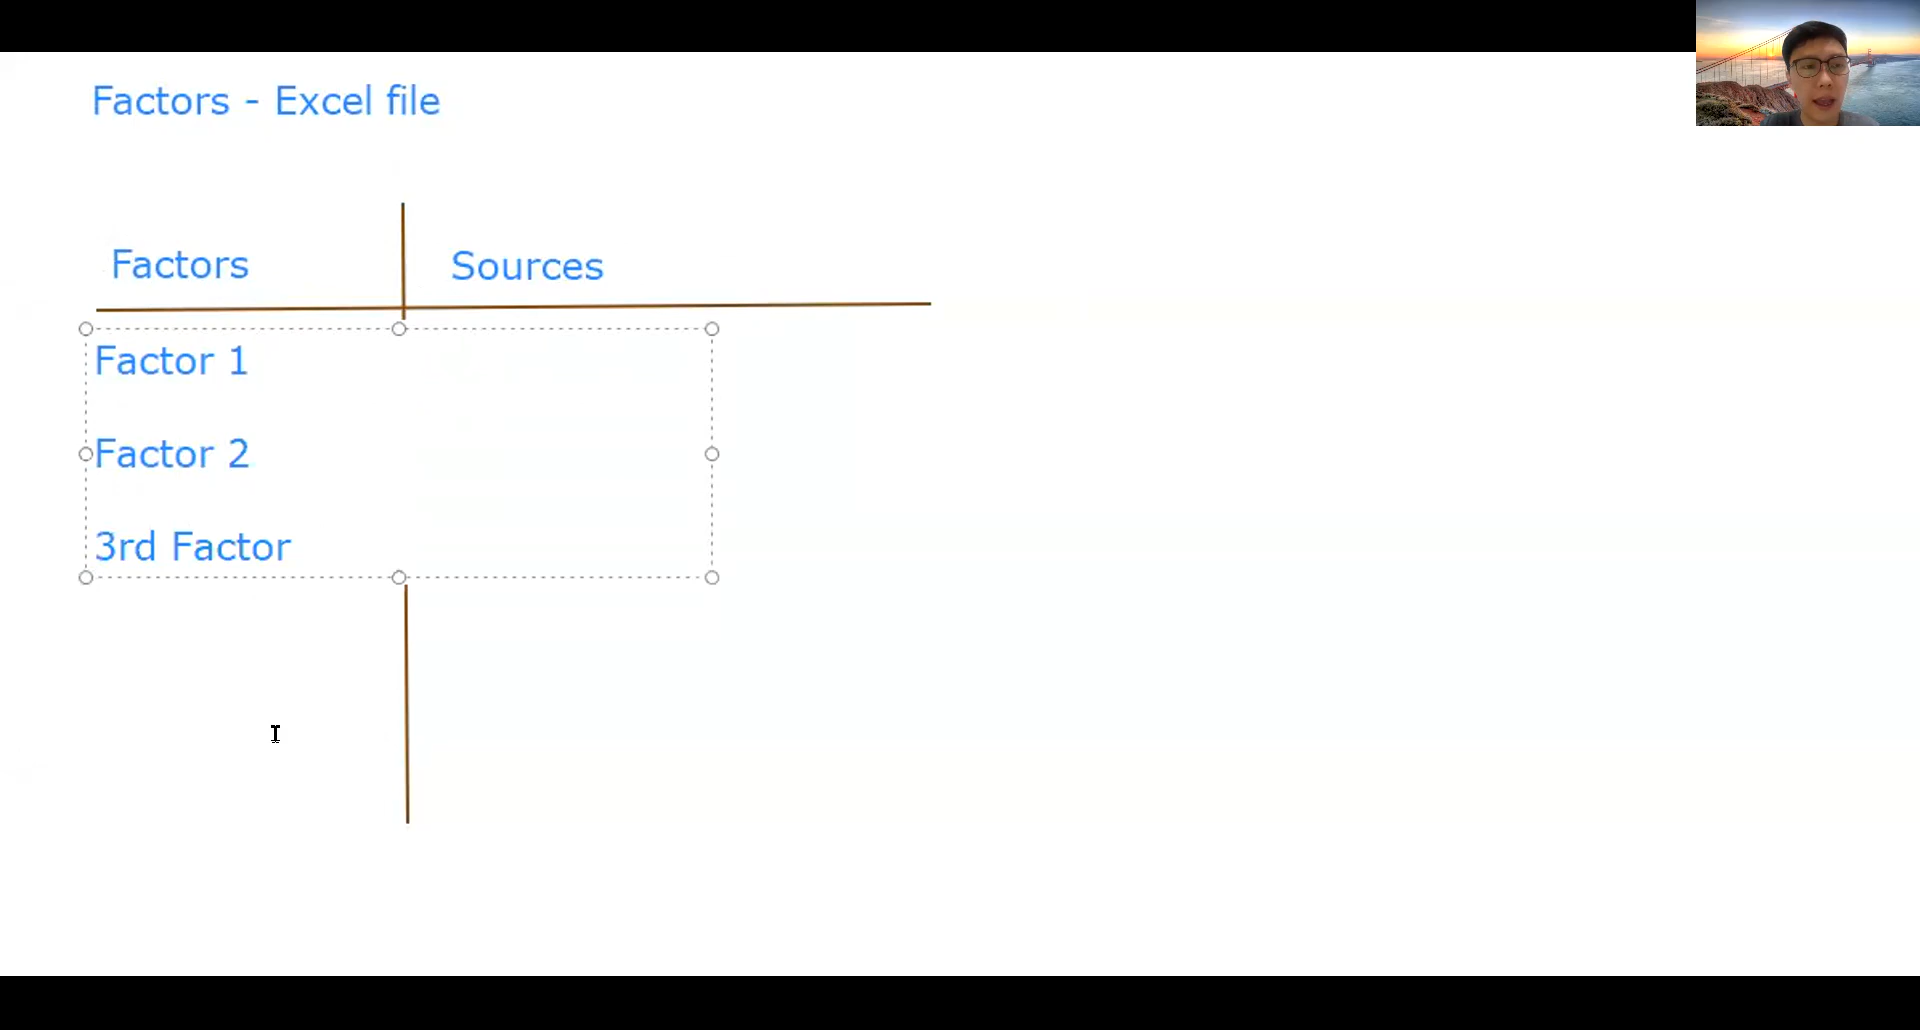 Factors - Excel file
Factors
Sources
Factor 1
Factor 2
3rd Factor